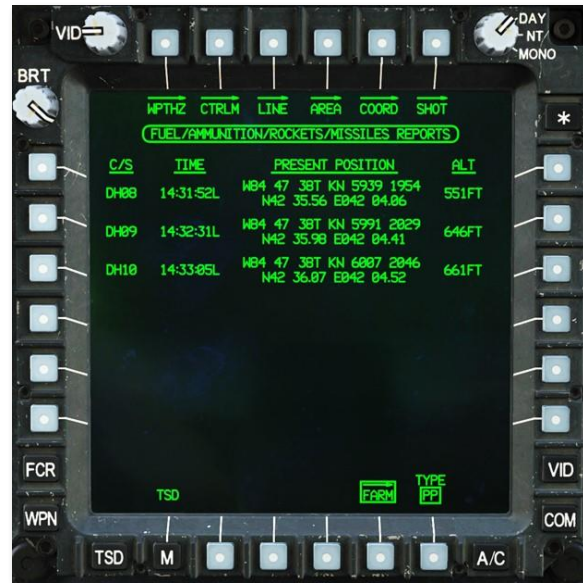 VID
DAY
NT
MONO
BRT
WPTHZ CTRLM LINE AREA COORD SHOT
*
FUEL/AMMUNITION/ROCKETS/MISSILES REPORTS
C/S TIME PRESENT POSITION ALT
DH08 14:31:52L W84 47 38T KN 5939 1954 551FT
N42 35.56 E042 04.06
DH09 14:32:31L W84 47 38T KN 5991 2029 646FT
N42 35.98 E042 04.41
DH10 14:33:05L W84 47 38T KN 6007 2046 661FT
N42 36.07 E042 04.52
FCR
VID
TYPE
TSD FARM PP
WPN
COM
TSD M A/C